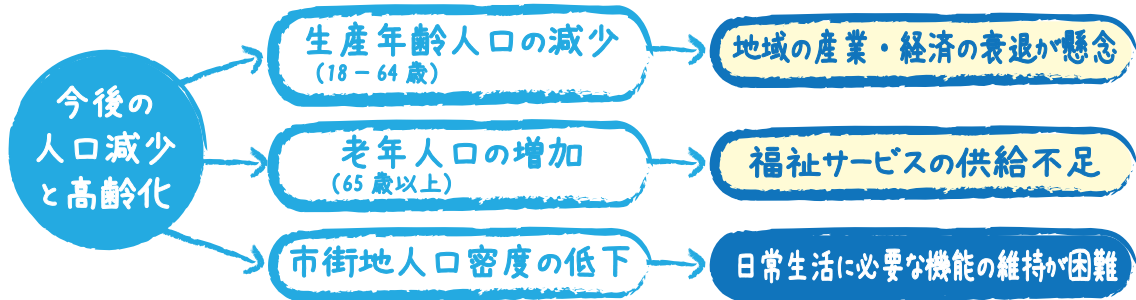 今後の
人口減少
と高齢化
生産年齢人口の減少
（18－64 歳）
地域の産業・経済の衰退が懸念
老年人口の増加
（65 歳以上）
福祉サービスの供給不足
市街地人口密度の低下
日常生活に必要な機能の維持が困難